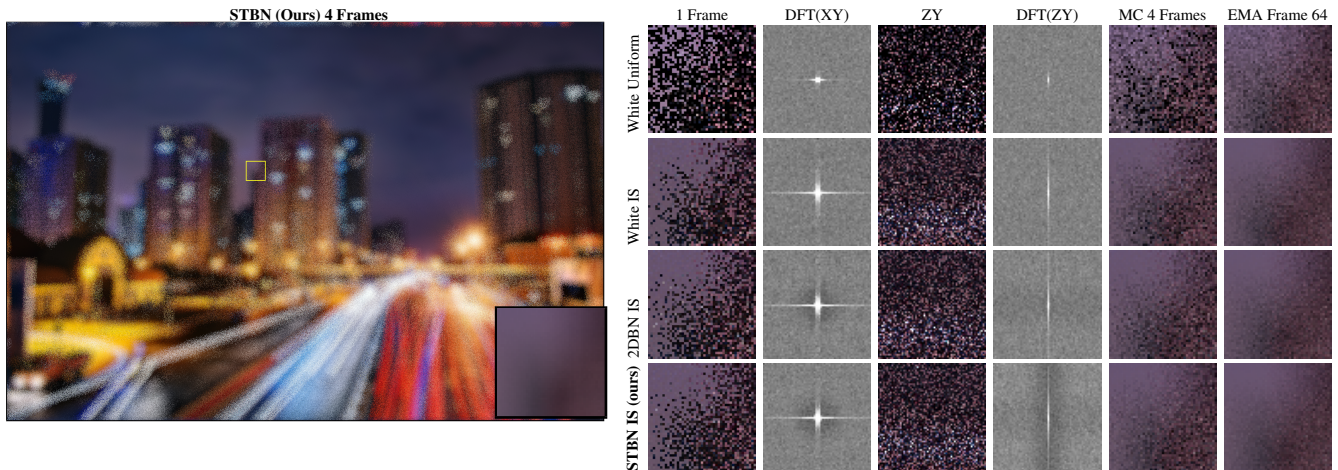 STBN (Ours) 4 Frames
1 Frame DFT(XY) ZY DFT(ZY) MC 4 Frames EMA Frame 64
White Uniform
White IS
2DBN IS
STBN IS (ours)